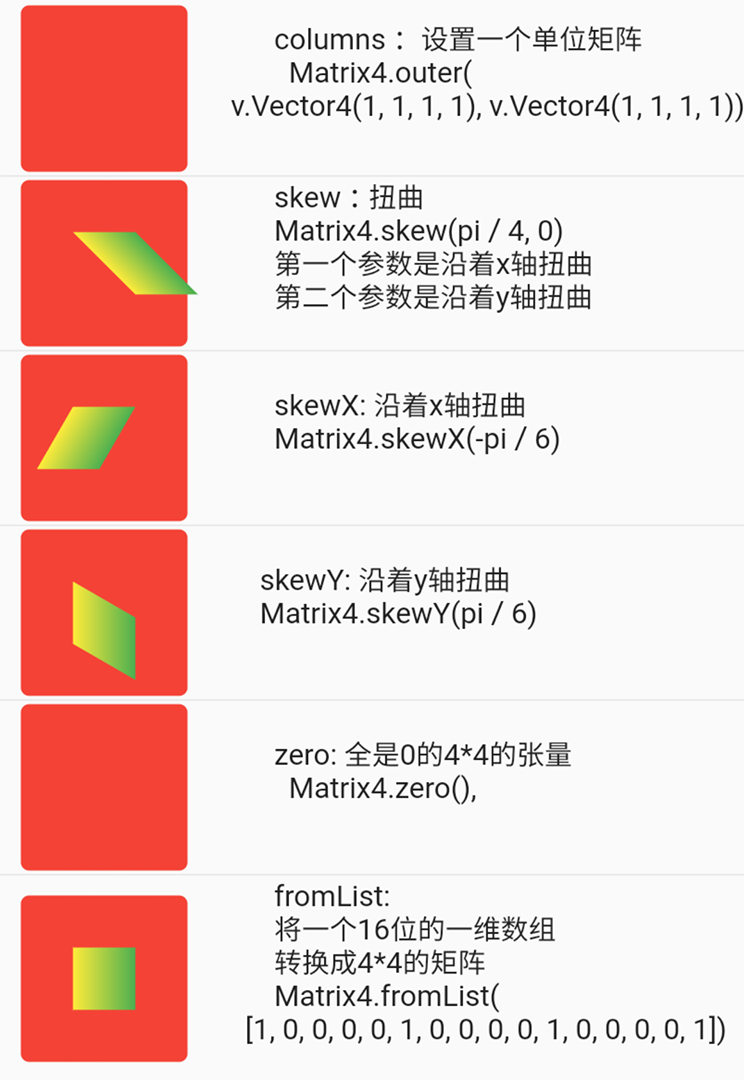 columns： 设置一个单位矩阵
Matrix4.outer(
v.Vector4(1, 1, 1, 1), v.Vector4(1, 1, 1, 1))
skew：扭曲
Matrix4.skew(pi / 4, 0)
第一个参数是沿着x轴扭曲
第二个参数是沿着y轴扭曲
skewX: 沿着x轴扭曲
Matrix4.skewX(-pi / 6)
skewY: 沿着y轴扭曲
Matrix4.skewY(pi / 6)
zero: 全是0的4*4的张量
Matrix4.zero(),
fromList:
将一个16位的一维数组
转换成4*4的矩阵
Matrix4.fromList(
[1, 0, 0, 0, 0, 1, 0, 0, 0, 0, 1, 0, 0, 0, 0, 1])